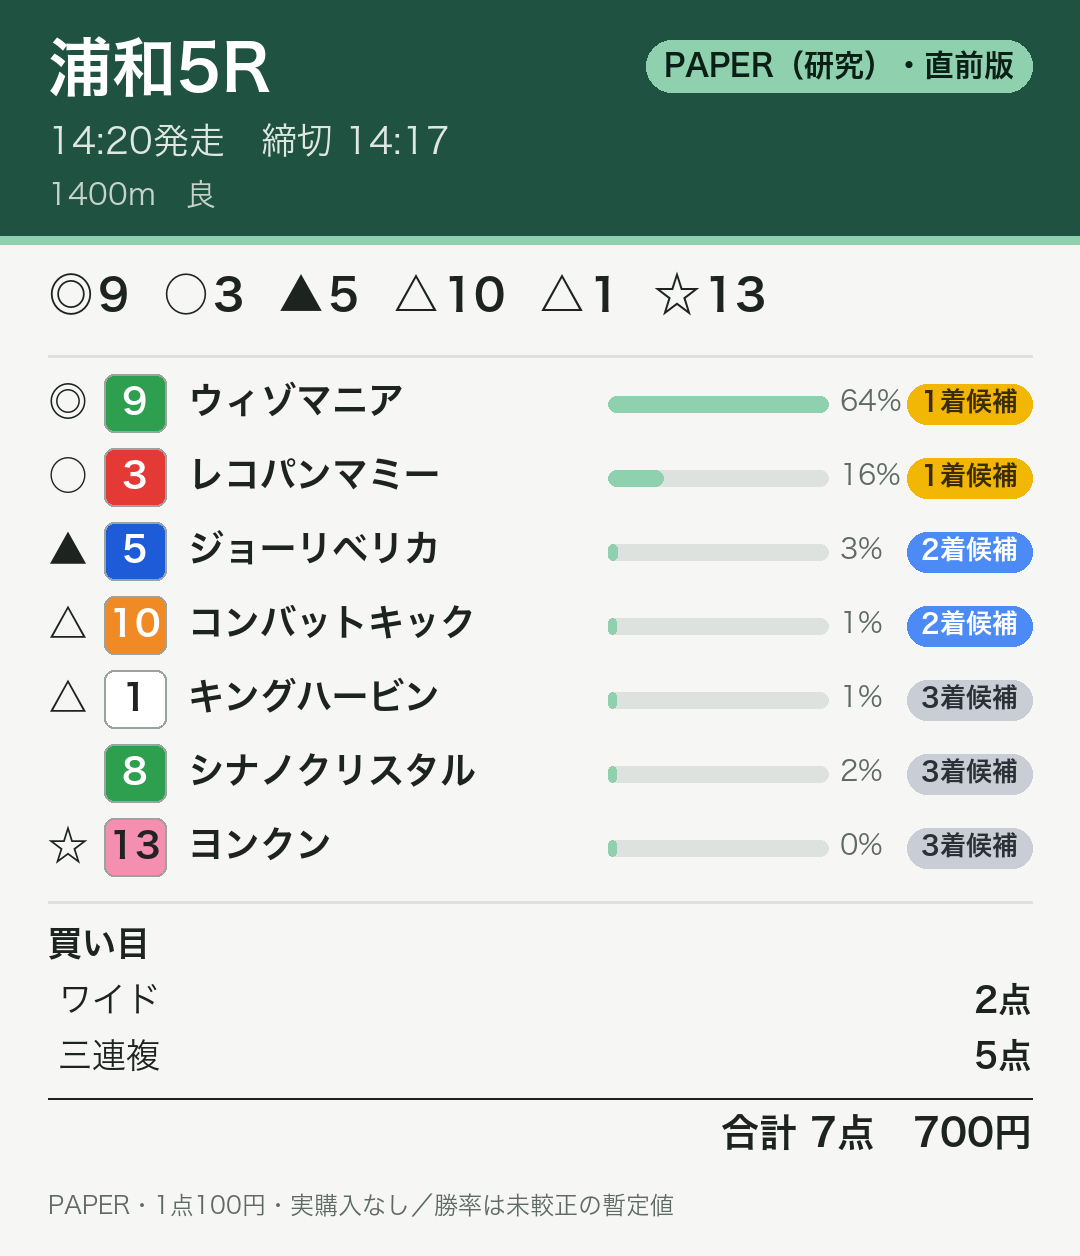 浦和5R
PAPER（研究）・直前版
14:20発走　締切 14:17
1400m　良
◎9 ○3 ▲5 △10 △1 ☆13
◎ 9 ウィゾマニア 64% 1着候補
○ 3 レコパンマミー 16% 1着候補
▲ 5 ジョーリベリカ 3% 2着候補
△ 10 コンバットキック 1% 2着候補
△ 1 キングハービン 1% 3着候補
8 シナノクリスタル 2% 3着候補
☆ 13 ヨンクン 0% 3着候補
買い目
ワイド 2点
三連複 5点
合計 7点　700円
PAPER・1点100円・実購入なし／勝率は未較正の暫定値